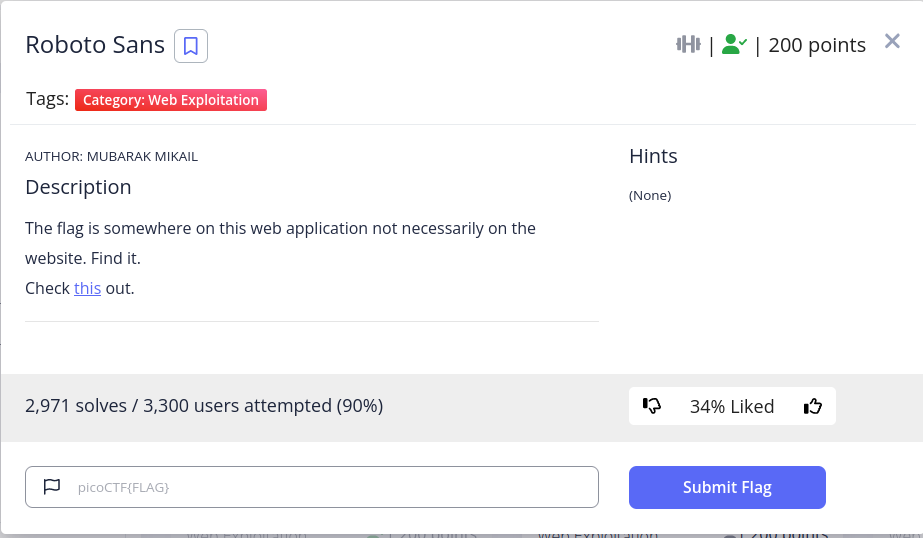 Roboto Sans
| | 200 points
Tags: Category: Web Exploitation
AUTHOR: MUBARAK MIKAIL
Description
The flag is somewhere on this web application not necessarily on the
website. Find it.
Check this out.
Hints
(None)
2,971 solves / 3,300 users attempted (90%)
34% Liked
picoCTF{FLAG}
Submit Flag